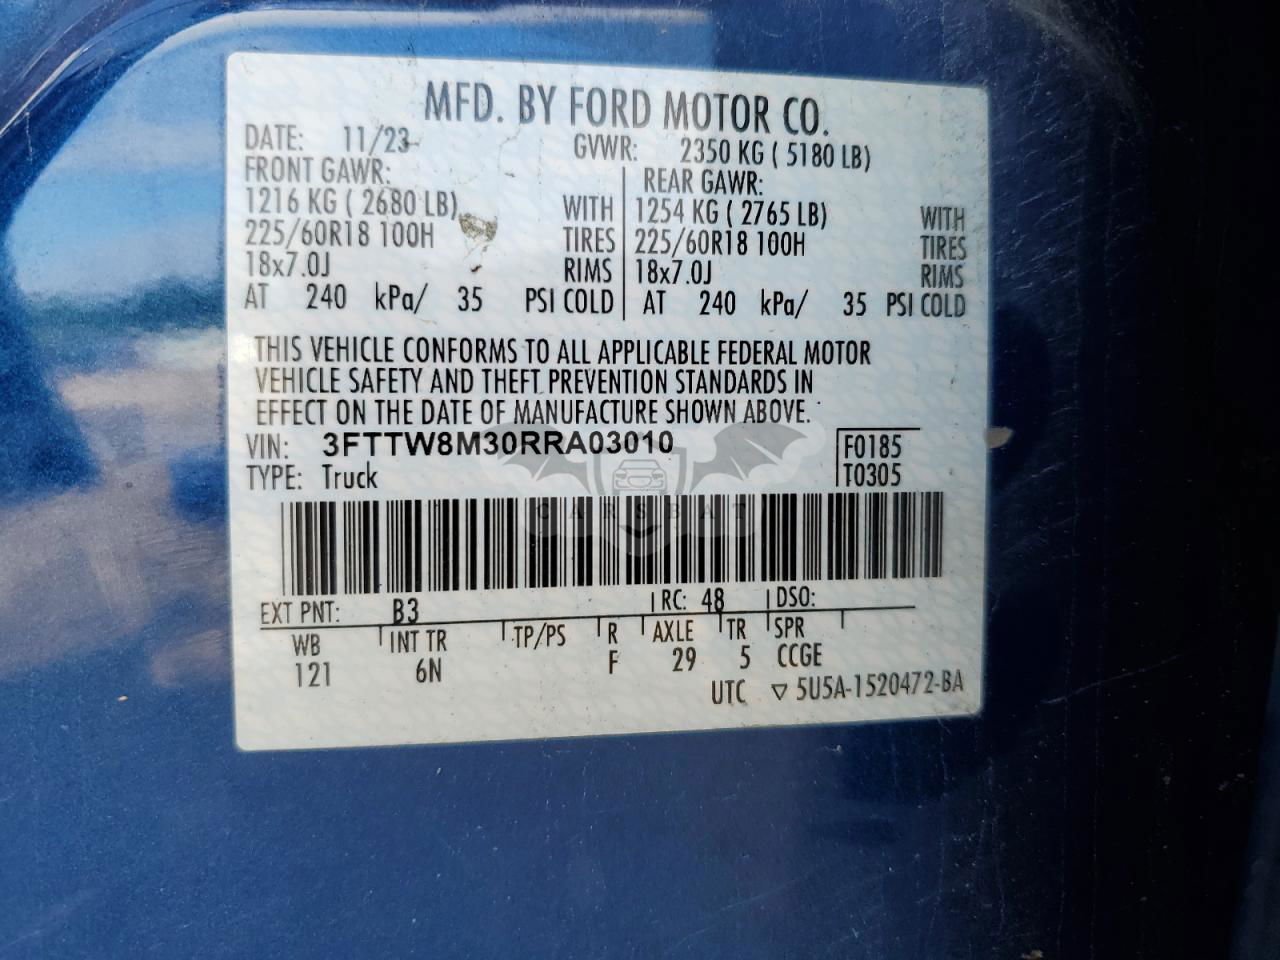 MFD. BY FORD MOTOR CO.
DATE: 11/23
GVWR: 2350 KG ( 5180 LB)
FRONT GAWR:
1216 KG ( 2680 LB) WITH
225/60R18 100H TIRES
18x7.0J RIMS
AT 240 kPa/ 35 PSI COLD
REAR GAWR:
1254 KG ( 2765 LB) WITH
225/60R18 100H TIRES
18x7.0J RIMS
AT 240 kPa/ 35 PSI COLD
THIS VEHICLE CONFORMS TO ALL APPLICABLE FEDERAL MOTOR
VEHICLE SAFETY AND THEFT PREVENTION STANDARDS IN
EFFECT ON THE DATE OF MANUFACTURE SHOWN ABOVE.
VIN: 3FTTW8M30RRA03010
TYPE: Truck
F0185
T0305
CARSBAT
EXT PNT: B3 RC: 48 DSO:
WB INT TR TP/PS R AXLE TR SPR
121 6N F 29 5 CCGE
UTC ▽ 5U5A-1520472-BA